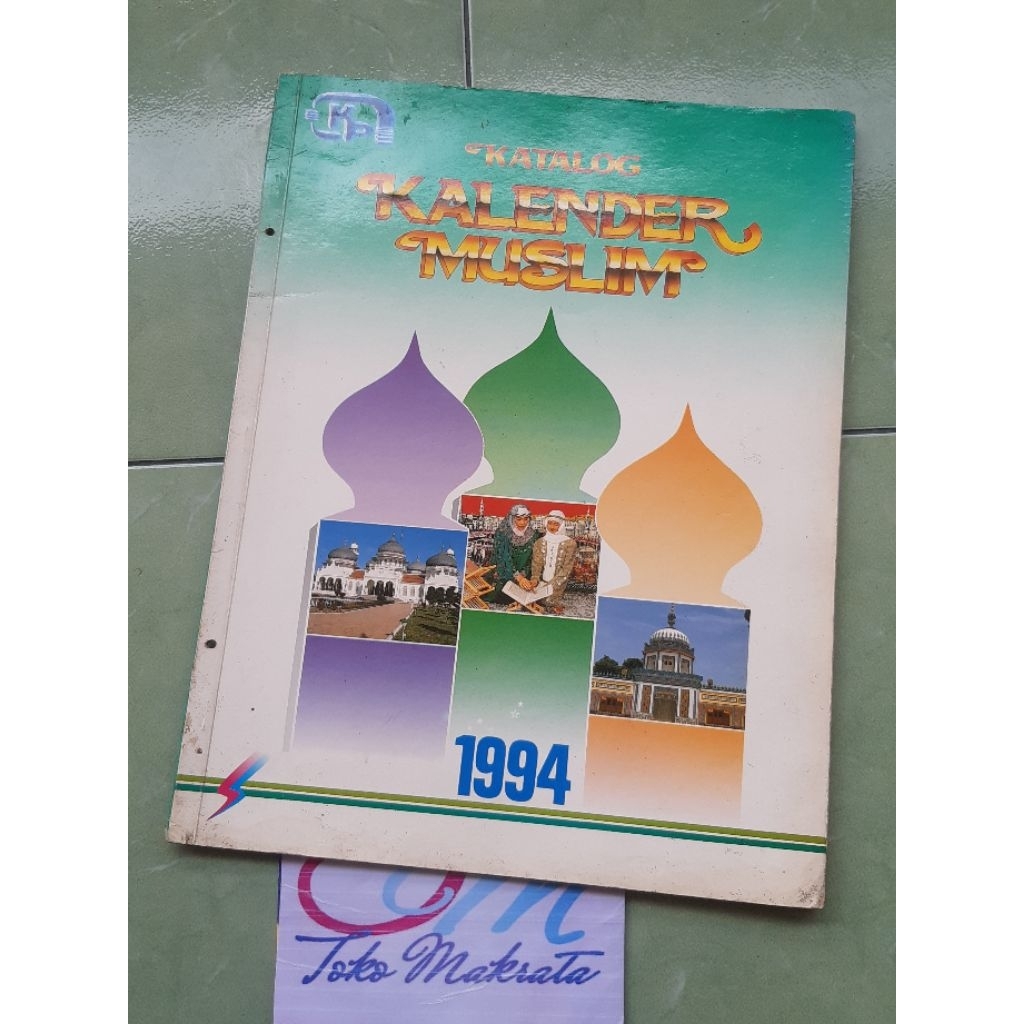 KATALOG
KALENDER
MUSLIM
1994
Toko Makrata